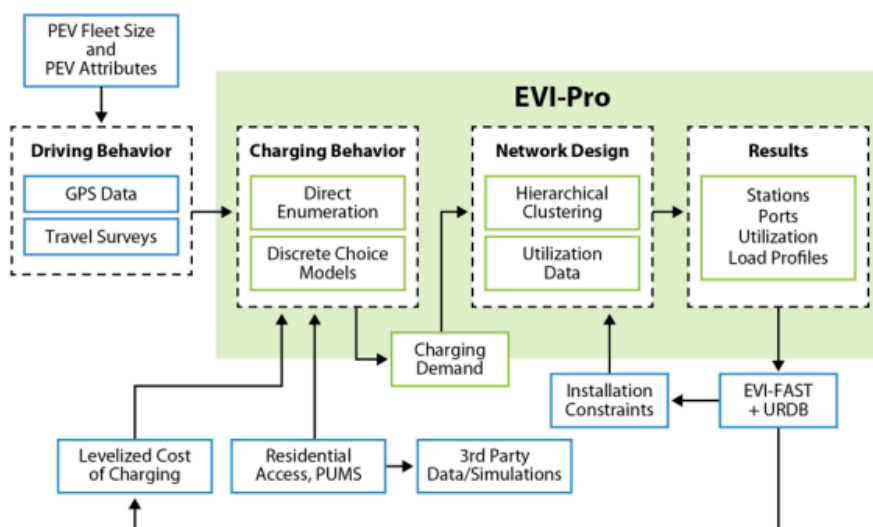 PEV Fleet Size
and
PEV Attributes
EVI-Pro
Driving Behavior
GPS Data
Travel Surveys
Charging Behavior
Direct
Enumeration
Discrete Choice
Models
Network Design
Hierarchical
Clustering
Utilization
Data
Results
Stations
Ports
Utilization
Load Profiles
Charging
Demand
Installation
Constraints
EVI-FAST
+ URDB
Levelized Cost
of Charging
Residential
Access, PUMS
3rd Party
Data/Simulations